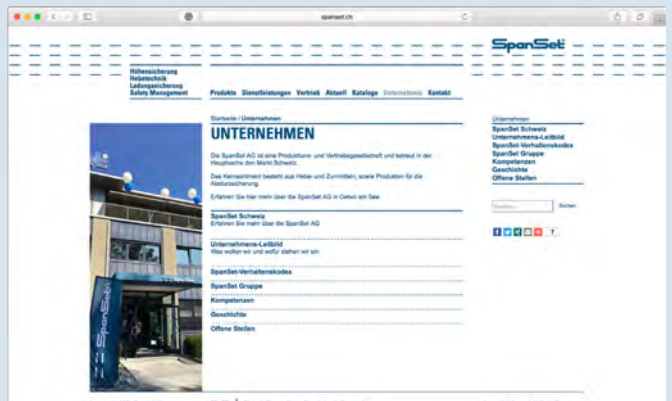 spanset.ch
SpanSet
Höhensicherung
Hebetechnik
Ladungssicherung
Safety Management
Produkte Dienstleistungen Vertrieb Aktuell Kataloge Unternehmen Kontakt
Startseite / Unternehmen
UNTERNEHMEN
Die SpanSet AG ist eine Produktions- und Vertriebsgesellschaft und betreut in der
Hauptsache den Markt Schweiz.
Das Kernsortiment besteht aus Hebe- und Zurrmitteln, sowie Produkten für die
Absturzsicherung.
Erfahren Sie hier mehr über die SpanSet AG in Oetwil am See.
SpanSet Schweiz
Erfahren Sie mehr über die SpanSet AG
Unternehmens-Leitbild
Was wollen wir und wofür stehen wir ein
SpanSet-Verhaltenskodex
SpanSet Gruppe
Kompetenzen
Geschichte
Offene Stellen
Unternehmen
SpanSet Schweiz
Unternehmens-Leitbild
SpanSet-Verhaltenskodex
SpanSet Gruppe
Kompetenzen
Geschichte
Offene Stellen
Suchen
SpanSet